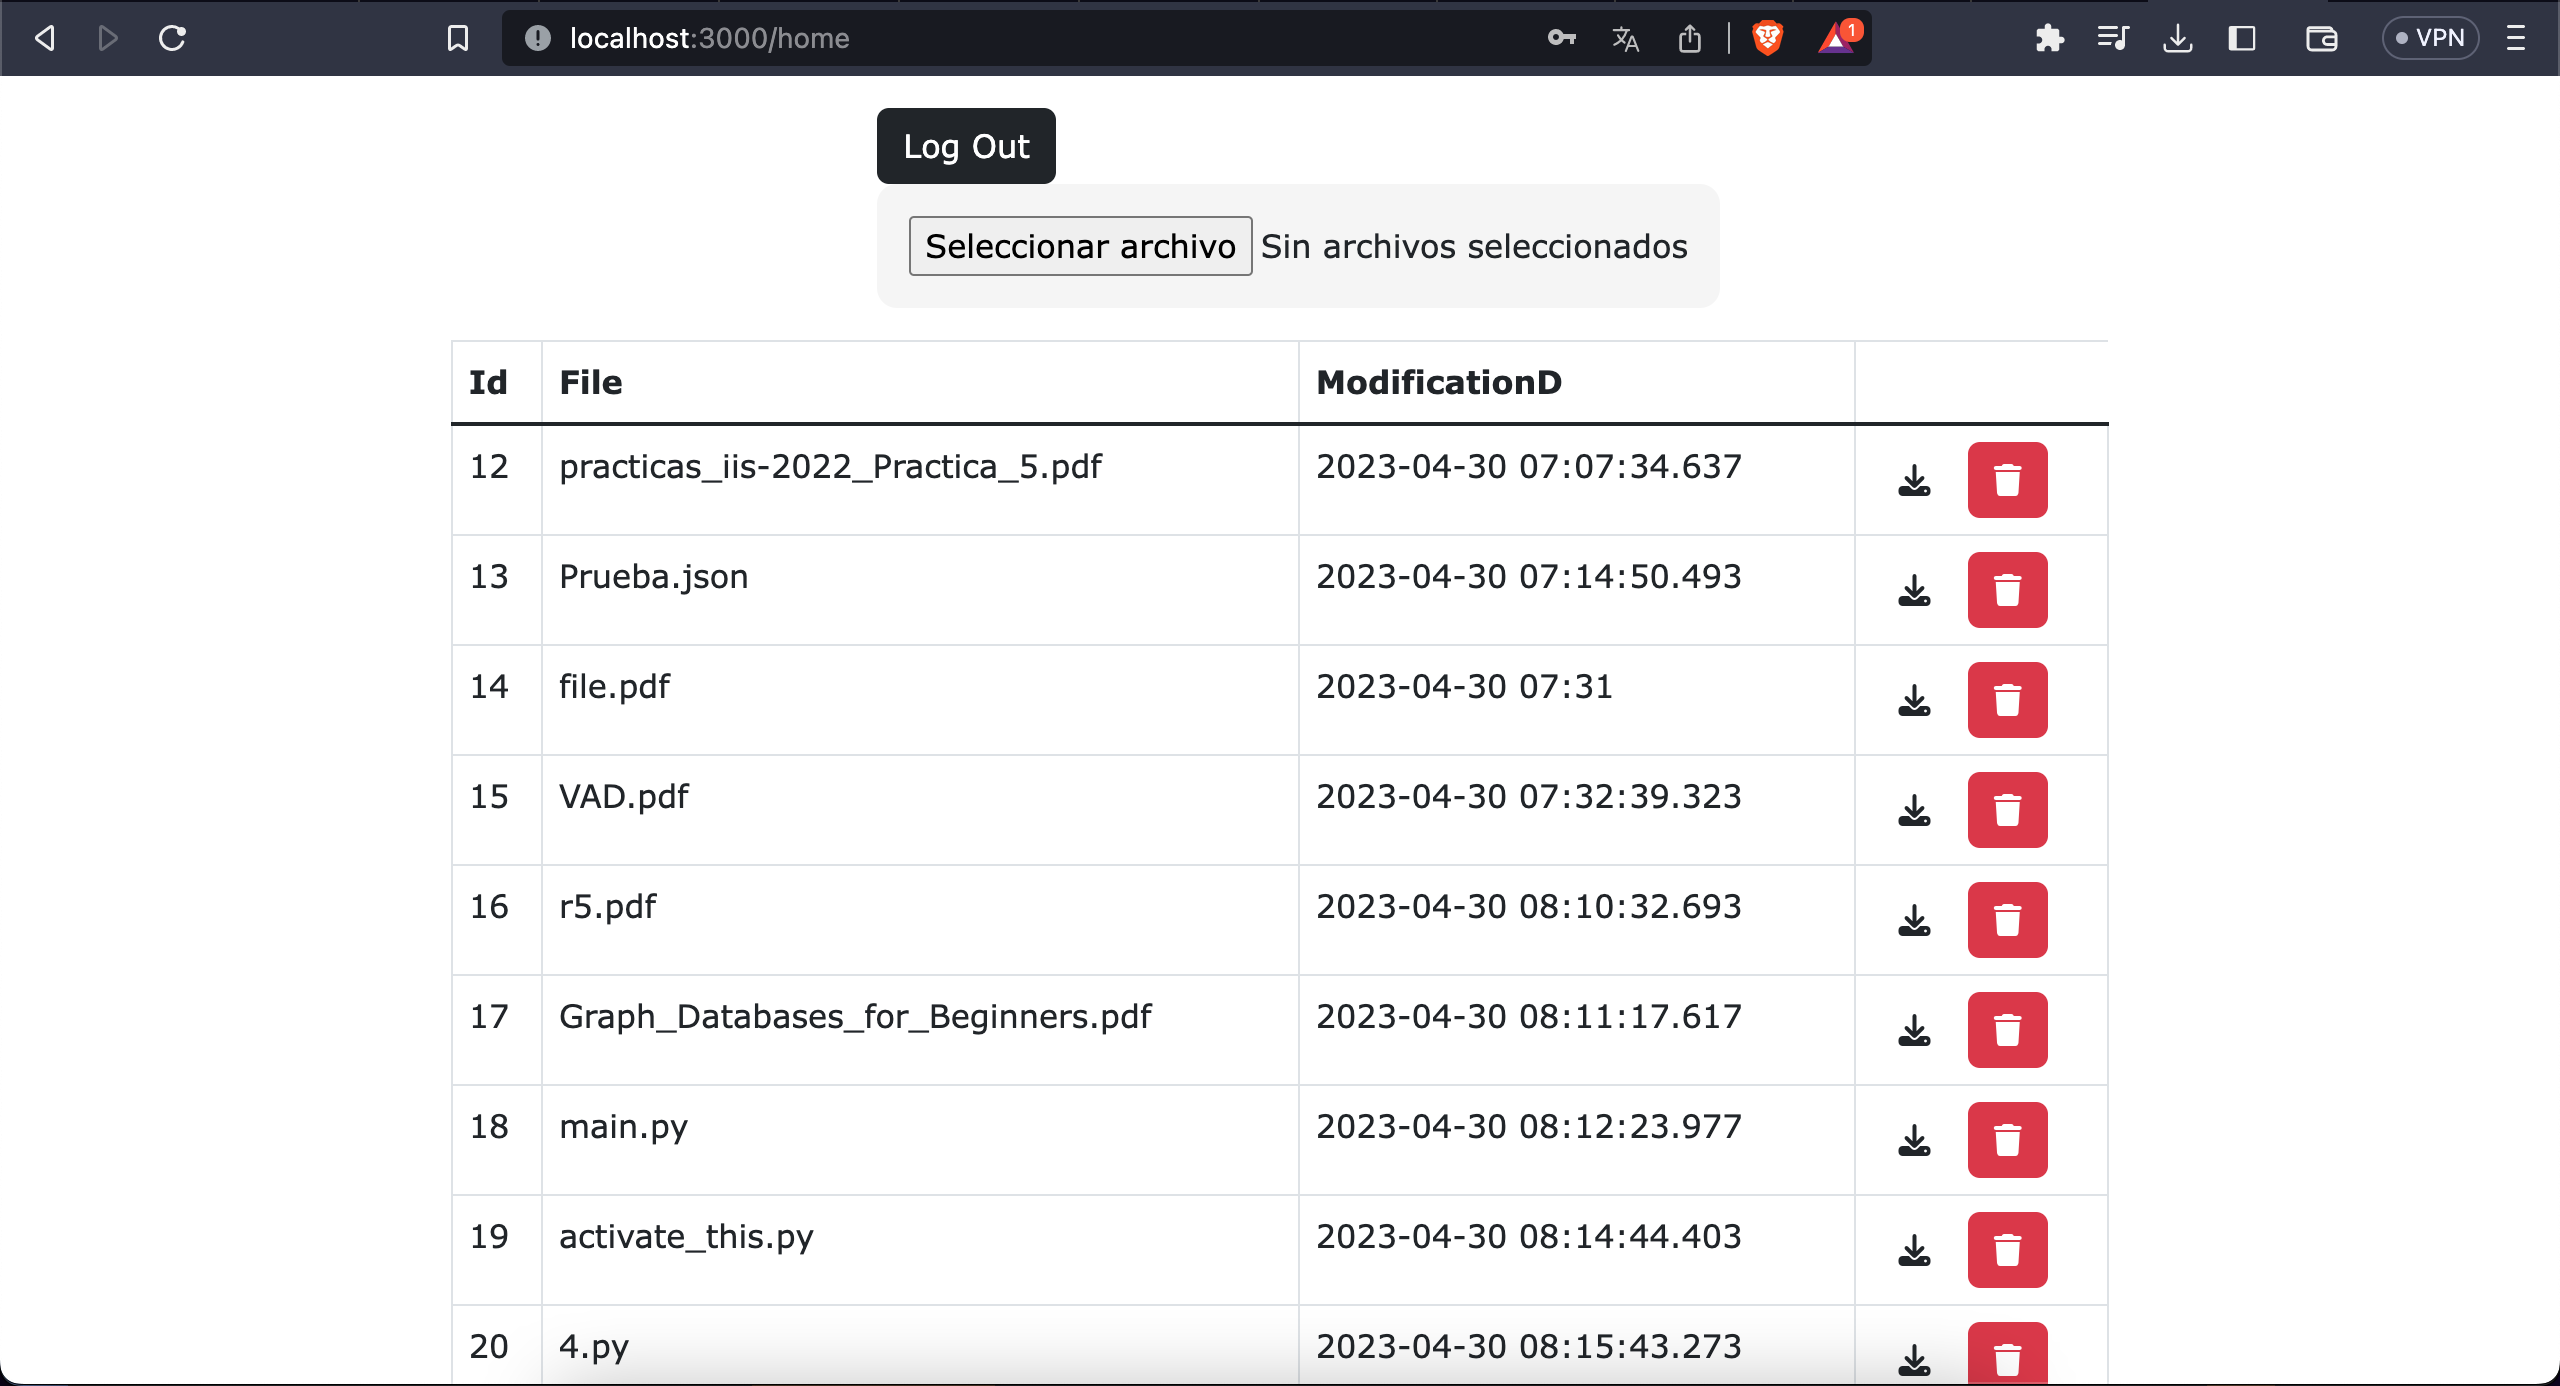 localhost:3000/home
1
VPN
Log Out
Seleccionar archivo Sin archivos seleccionados
Id File ModificationD
12 practicas_iis-2022_Practica_5.pdf 2023-04-30 07:07:34.637
13 Prueba.json 2023-04-30 07:14:50.493
14 file.pdf 2023-04-30 07:31
15 VAD.pdf 2023-04-30 07:32:39.323
16 r5.pdf 2023-04-30 08:10:32.693
17 Graph_Databases_for_Beginners.pdf 2023-04-30 08:11:17.617
18 main.py 2023-04-30 08:12:23.977
19 activate_this.py 2023-04-30 08:14:44.403
20 4.py 2023-04-30 08:15:43.273